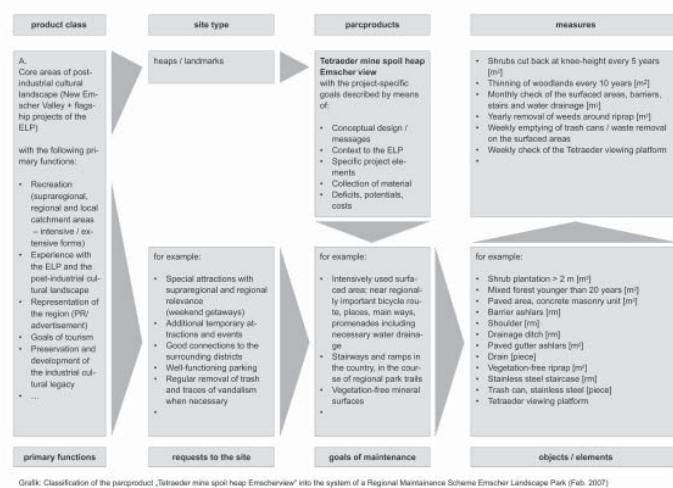 product class
site type
parcproducts
measures
A.
Core areas of post-
industrial cultural
landscape (New Em-
scher Valley + flag-
ship projects of the
ELP)
with the following pri-
mary functions:
• Recreation
(supraregional,
regional and local
catchment areas
– intensive / ex-
tensive forms)
• Experience with
the ELP and the
post-industrial cul-
tural landscape
• Representation of
the region (PR/
advertisement)
• Goals of tourism
• Preservation and
development of
the industrial cul-
tural legacy
• ...
heaps / landmarks
Tetraeder mine spoil heap
Emscher view
with the project-specific
goals described by means
of:
• Conceptual design /
messages
• Context to the ELP
• Specific project ele-
ments
• Collection of material
• Deficits, potentials,
costs
• Shrubs cut back at knee-height every 5 years
[m²]
• Thinning of woodlands every 10 years [m²]
• Monthly check of the surfaced areas, barriers,
stairs and water drainage [m²]
• Yearly removal of weeds around riprap [m²]
• Weekly emptying of trash cans / waste removal
on the surfaced areas
• Weekly check of the Tetraeder viewing platform
•
for example:
• Special attractions with
supraregional and regional
relevance
(weekend getaways)
• Additional temporary at-
tractions and events
• Good connections to the
surrounding districts
• Well-functioning parking
• Regular removal of trash
and traces of vandalism
when necessary
•
for example:
• Intensively used surfa-
ced area; near regional-
ly important bicycle rou-
te, places, main ways,
promenades including
necessary water draina-
ge
• Stairways and ramps in
the country, in the cour-
se of regional park trails
• Vegetation-free mineral
surfaces
•
for example:
• Shrub plantation > 2 m [m²]
• Mixed forest younger than 20 years [m²]
• Paved area, concrete masonry unit [m²]
• Barrier ashlars [rm]
• Shoulder [rm]
• Drainage ditch [rm]
• Paved gutter ashlars [m²]
• Drain [piece]
• Vegetation-free riprap [m²]
• Stainless steel staircase [rm]
• Trash can, stainless steel [piece]
• Tetraeder viewing platform
primary functions
requests to the site
goals of maintenance
objects / elements
Grafik: Classification of the parcproduct „Tetraeder mine spoil heap Emscherview" into the system of a Regional Maintainance Scheme Emscher Landscape Park (Feb. 2007)